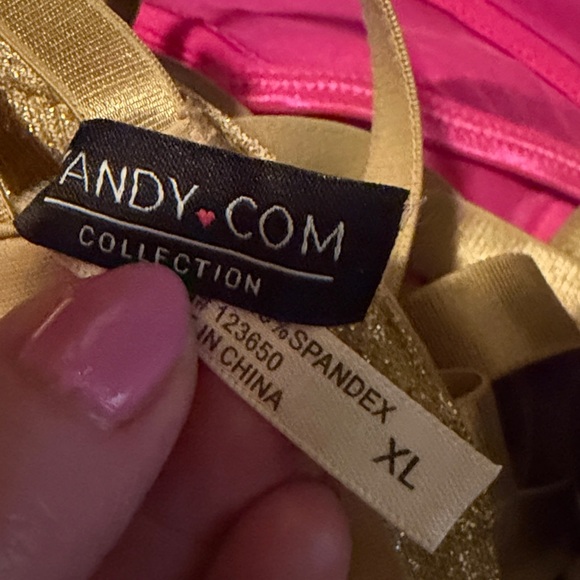 ANDY♥COM
COLLECTION
%SPANDEX
123650
IN CHINA
XL